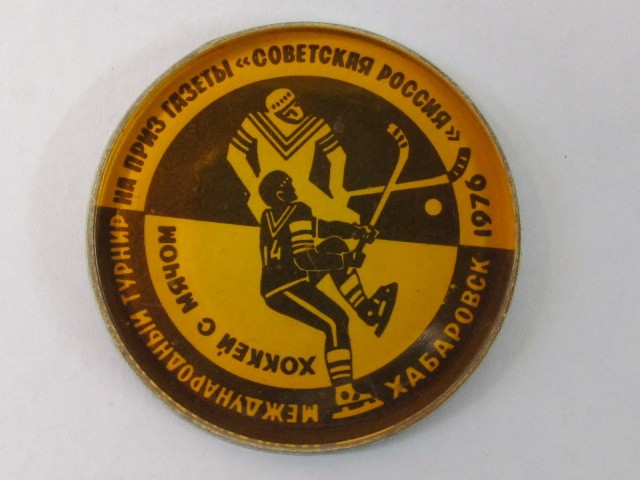 МЕЖДУНАРОДНЫЙ ТУРНИР НА ПРИЗ ГАЗЕТЫ «СОВЕТСКАЯ РОССИЯ»
ХАБАРОВСК 1976
ХОККЕЙ С МЯЧОМ
14